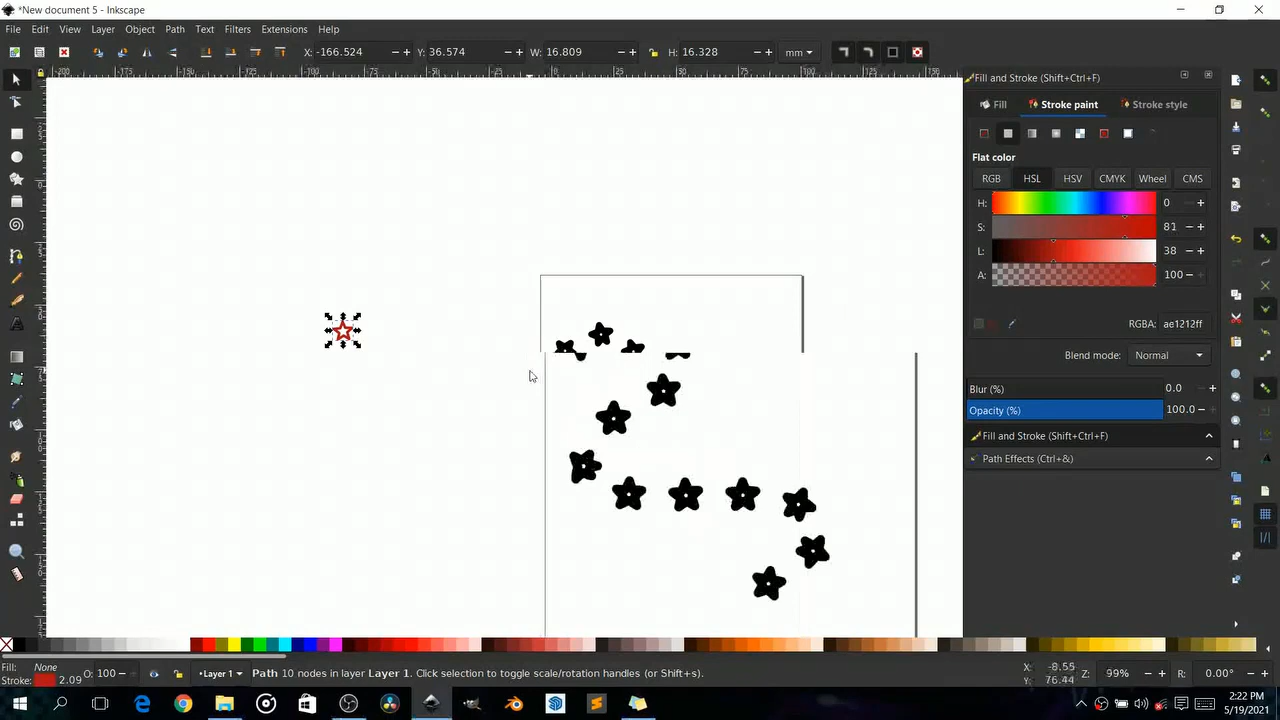 *New document 5 - Inkscape
File Edit View Layer Object Path Text Filters Extensions Help
X: -166.524 − + Y: 36.574 − + W: 16.809 − + H: 16.328 − + mm
Fill and Stroke (Shift+Ctrl+F)
Fill Stroke paint Stroke style
Flat color
RGB HSL HSV CMYK Wheel CMS
H: 0 − +
S: 81 − +
L: 38 − +
A: 100 − +
RGBA: ae1212ff
Blend mode: Normal
Blur (%) 0.0 − +
Opacity (%) 100.0 − +
Fill and Stroke (Shift+Ctrl+F)
Path Effects (Ctrl+&)
Fill: None
Stroke: 2.09 O: 100 − + •Layer 1 Path 10 nodes in layer Layer 1. Click selection to toggle scale/rotation handles (or Shift+s). X: -8.55 Y: 76.44 Z: 99% − + R: 0.00° − +
2:22 PM
5/19/2021